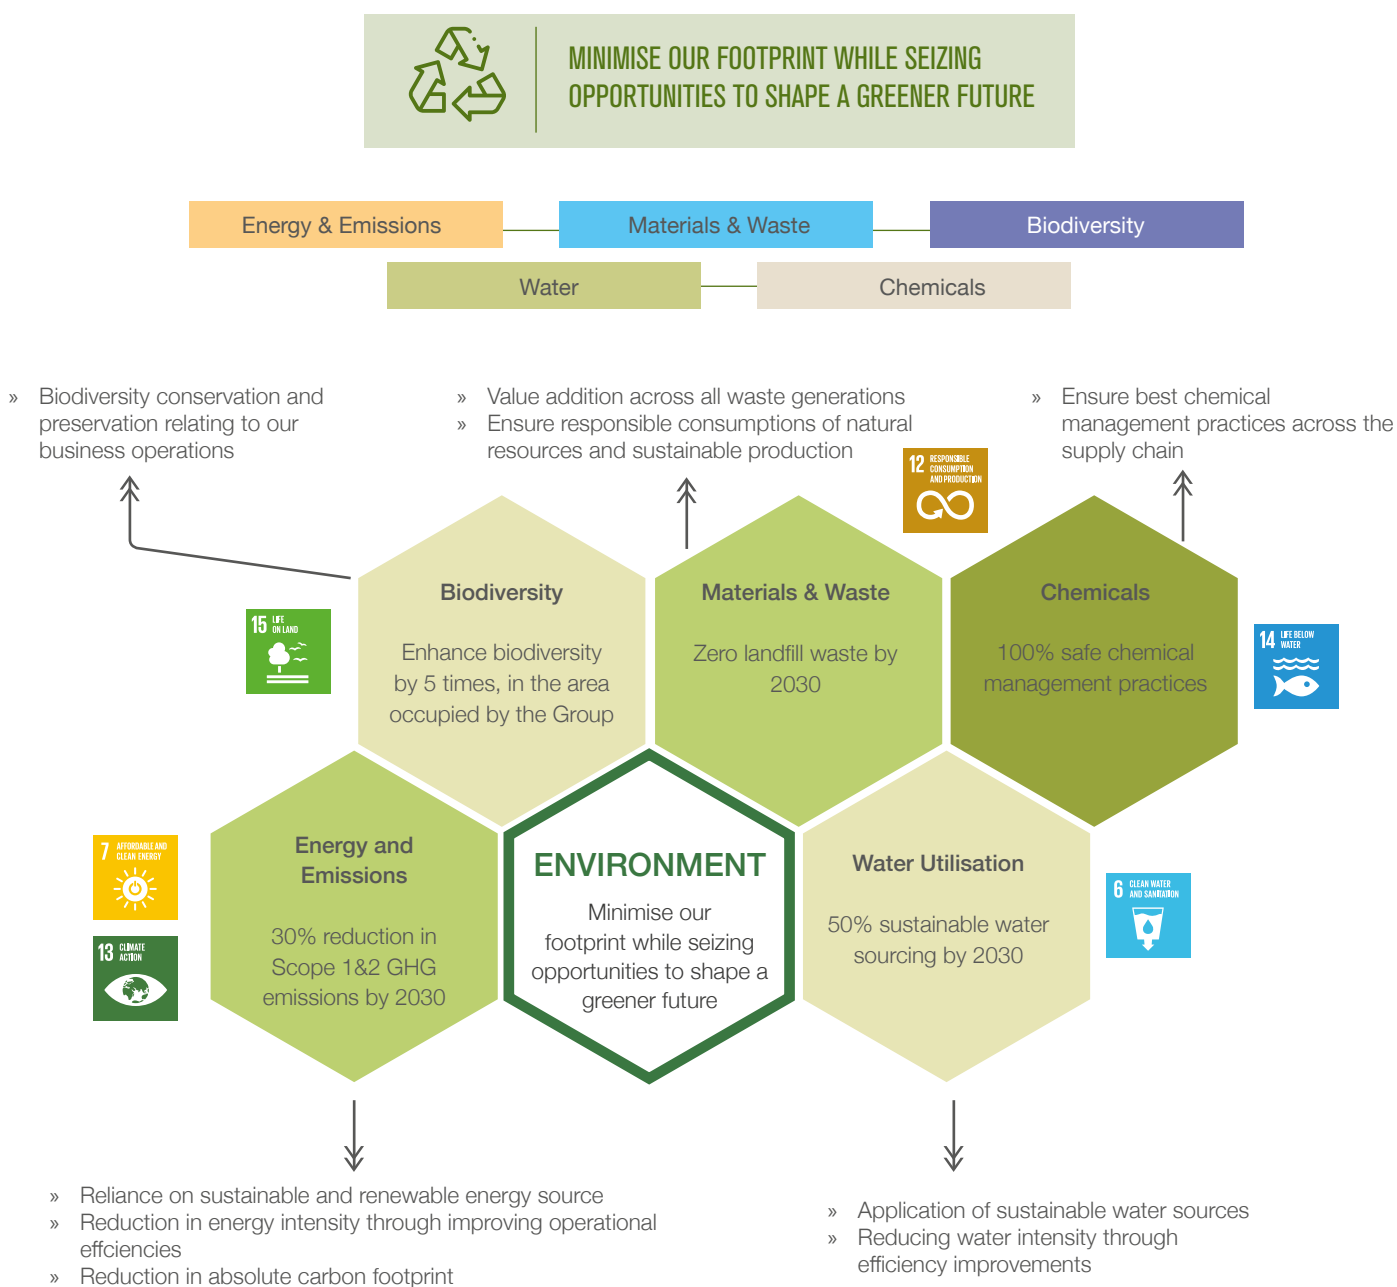 MINIMISE OUR FOOTPRINT WHILE SEIZING
OPPORTUNITIES TO SHAPE A GREENER FUTURE
Energy & Emissions
Materials & Waste
Biodiversity
Water
Chemicals
» Biodiversity conservation and
preservation relating to our
business operations
» Value addition across all waste generations
» Ensure responsible consumptions of natural
resources and sustainable production
» Ensure best chemical
management practices across the
supply chain
12 RESPONSIBLE
CONSUMPTION
AND PRODUCTION
Biodiversity
Enhance biodiversity
by 5 times, in the area
occupied by the Group
Materials & Waste
Zero landfill waste by
2030
Chemicals
100% safe chemical
management practices
15 LIFE
ON LAND
14 LIFE BELOW
WATER
7 AFFORDABLE AND
CLEAN ENERGY
13 CLIMATE
ACTION
Energy and
Emissions
30% reduction in
Scope 1&2 GHG
emissions by 2030
ENVIRONMENT
Minimise our
footprint while seizing
opportunities to shape a
greener future
Water Utilisation
50% sustainable water
sourcing by 2030
6 CLEAN WATER
AND SANITATION
» Reliance on sustainable and renewable energy source
» Reduction in energy intensity through improving operational
effciencies
» Reduction in absolute carbon footprint
» Application of sustainable water sources
» Reducing water intensity through
efficiency improvements